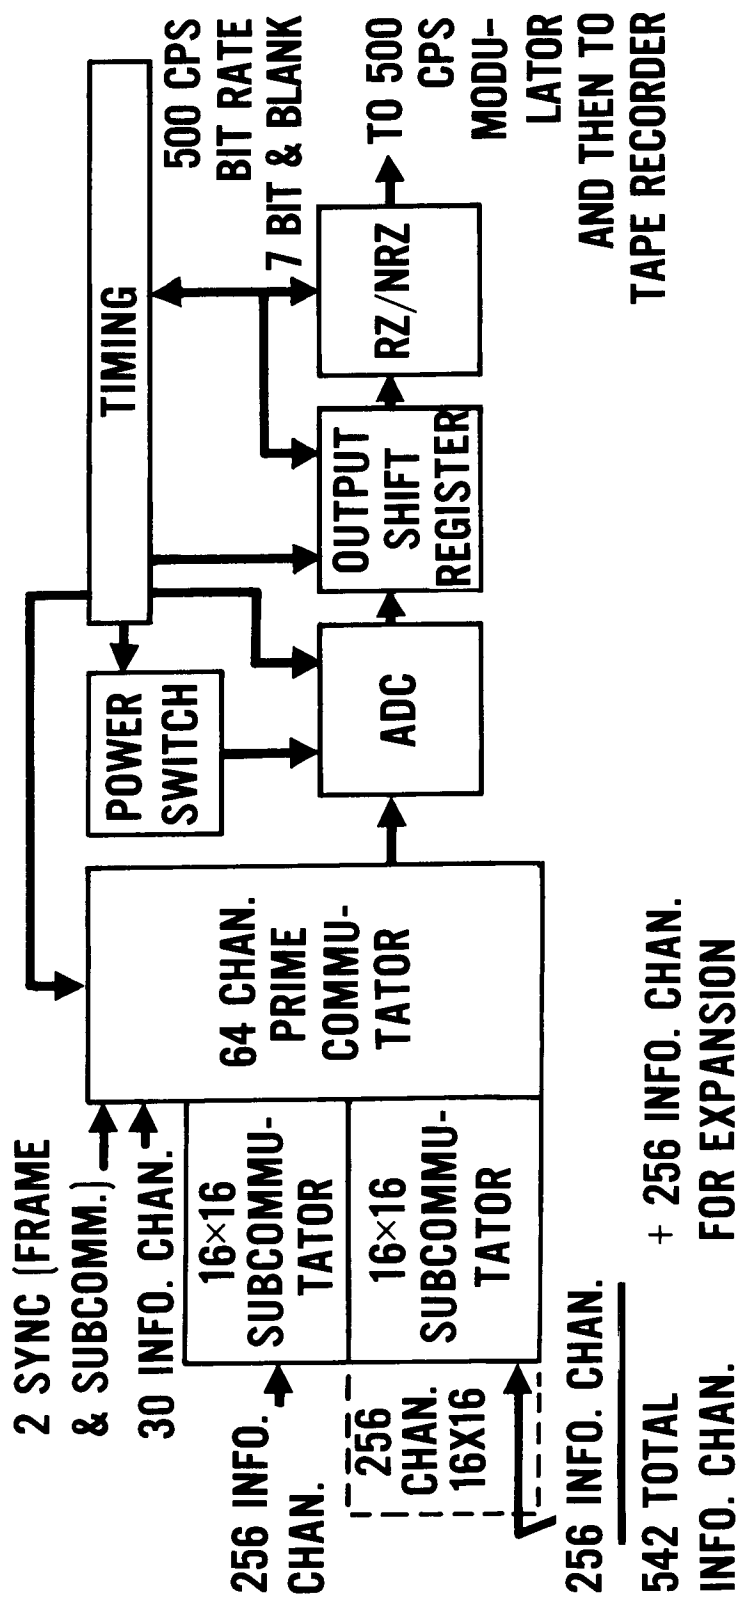 TIMING
500 CPS
BIT RATE
7 BIT & BLANK
POWER
SWITCH
2 SYNC (FRAME
& SUBCOMM.)
30 INFO. CHAN.
64 CHAN.
PRIME
COMMU-
TATOR
16×16
SUBCOMMU-
TATOR
16×16
SUBCOMMU-
TATOR
256 INFO.
CHAN.
256
CHAN.
16X16
ADC
OUTPUT
SHIFT
REGISTER
RZ/NRZ
TO 500
CPS
MODU-
LATOR
AND THEN TO
TAPE RECORDER
256 INFO. CHAN.
542 TOTAL
INFO. CHAN.
+ 256 INFO. CHAN.
FOR EXPANSION